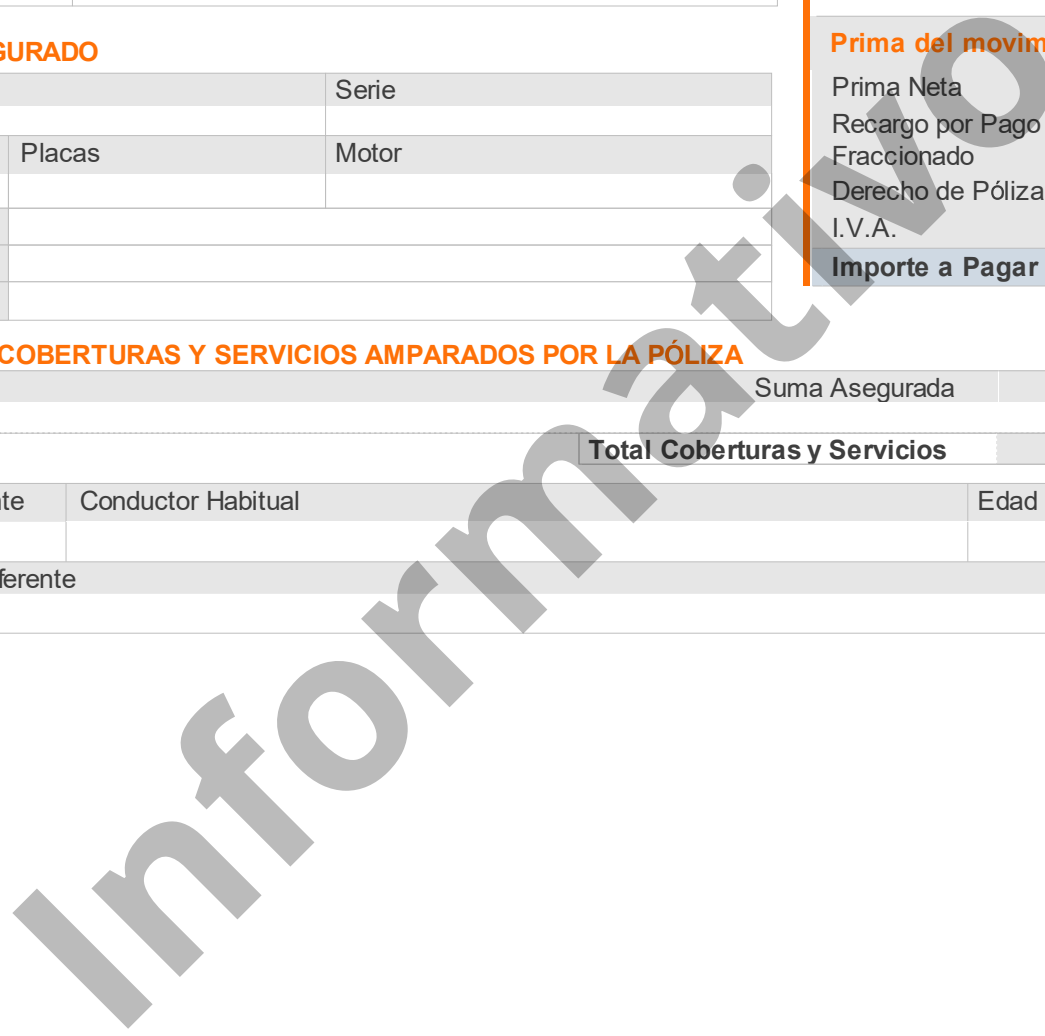 GURADO
Serie
Placas Motor
Prima del movim
Prima Neta
Recargo por Pago
Fraccionado
Derecho de Póliza
I.V.A.
Importe a Pagar
COBERTURAS Y SERVICIOS AMPARADOS POR LA PÓLIZA
Suma Asegurada
Total Coberturas y Servicios
te Conductor Habitual Edad
ferente
Informativo